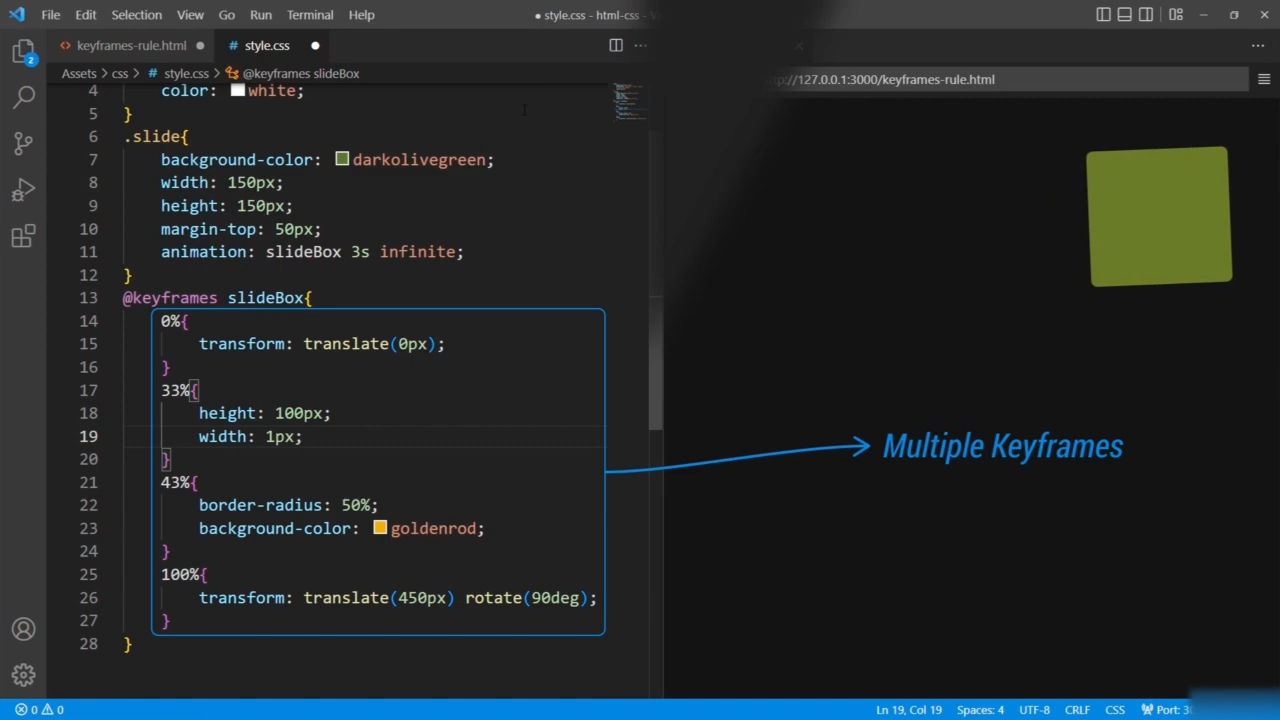 File Edit Selection View Go Run Terminal Help
● style.css - html-css - V
keyframes-rule.html ●
# style.css ●
Assets > css > # style.css > @keyframes slideBox
://127.0.0.1:3000/keyframes-rule.html
4 color: white;
5 }
6 .slide{
7 background-color: darkolivegreen;
8 width: 150px;
9 height: 150px;
10 margin-top: 50px;
11 animation: slideBox 3s infinite;
12 }
13 @keyframes slideBox{
14 0%{
15 transform: translate(0px);
16 }
17 33%{
18 height: 100px;
19 width: 1px;
20 }
21 43%{
22 border-radius: 50%;
23 background-color: goldenrod;
24 }
25 100%{
26 transform: translate(450px) rotate(90deg);
27 }
28 }
Multiple Keyframes
2
0 0
Ln 19, Col 19 Spaces: 4 UTF-8 CRLF CSS Port: